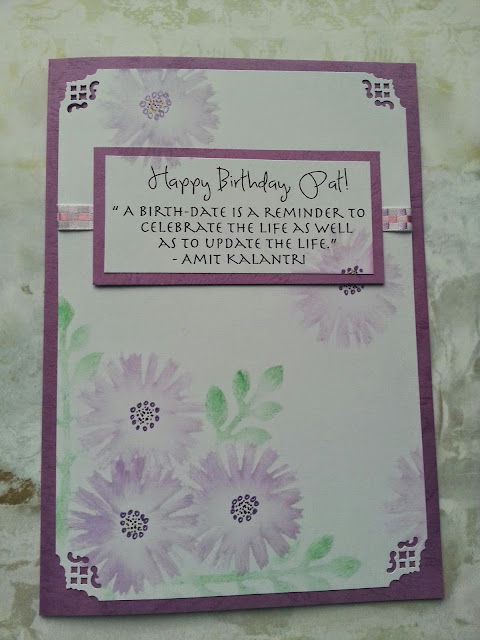 Happy Birthday, Pat!
“ A BIRTH-DATE IS A REMINDER TO
CELEBRATE THE LIFE AS WELL
AS TO UPDATE THE LIFE.”
- AMIT KALANTRI